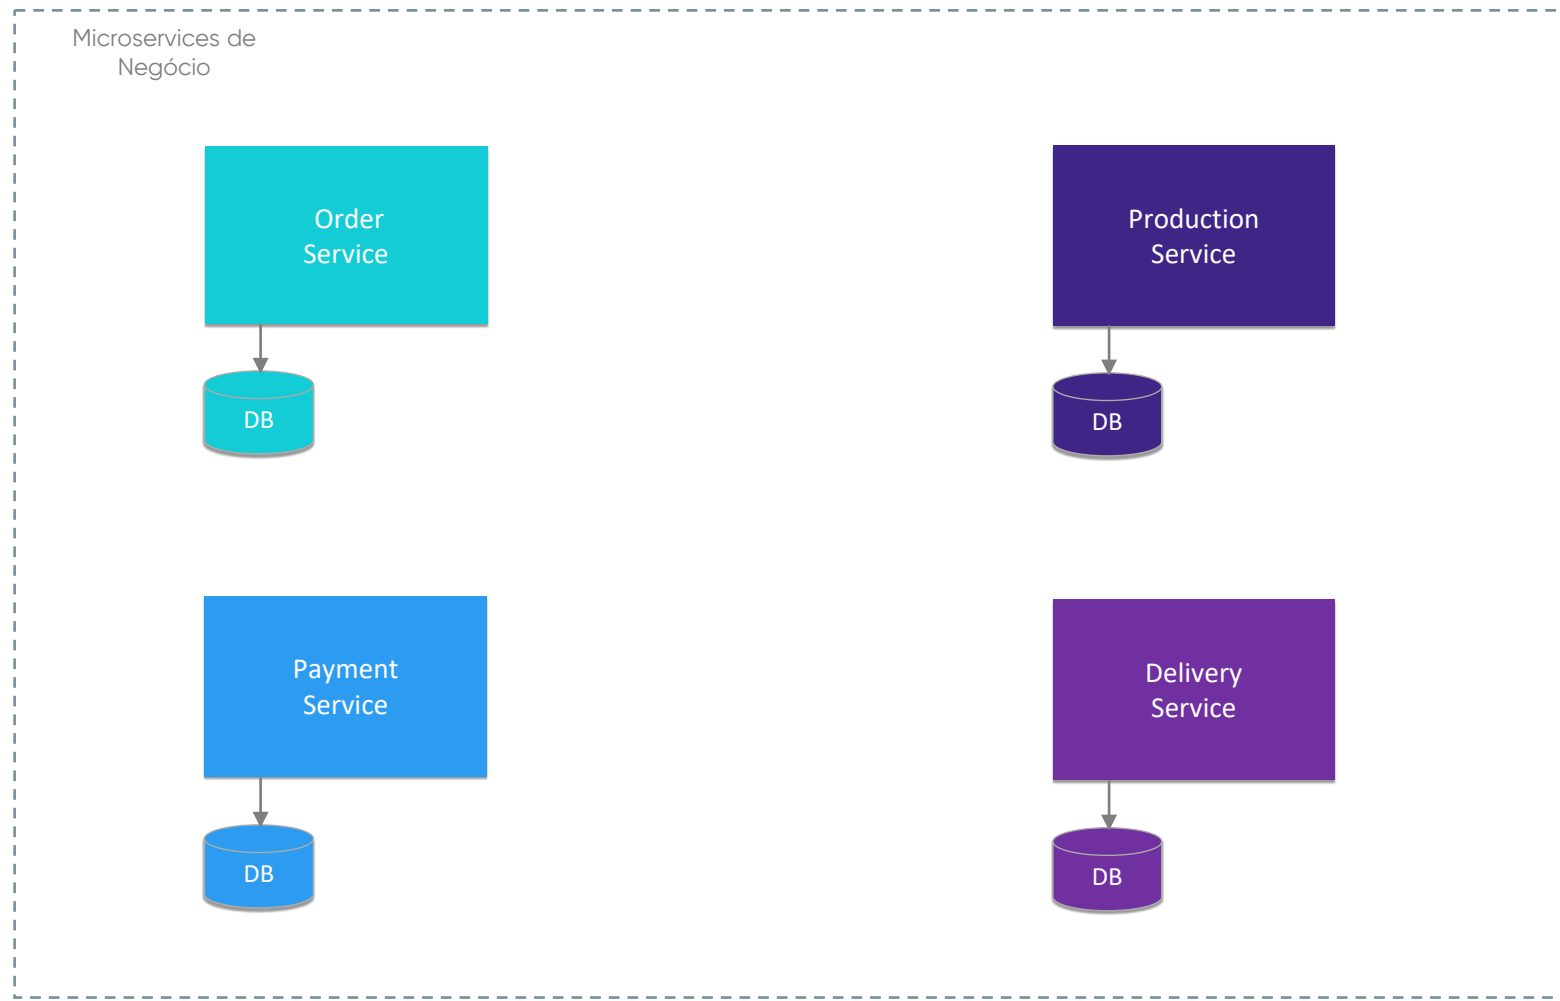 Microservices de
Negócio
Order
Service
DB
Production
Service
DB
Payment
Service
DB
Delivery
Service
DB